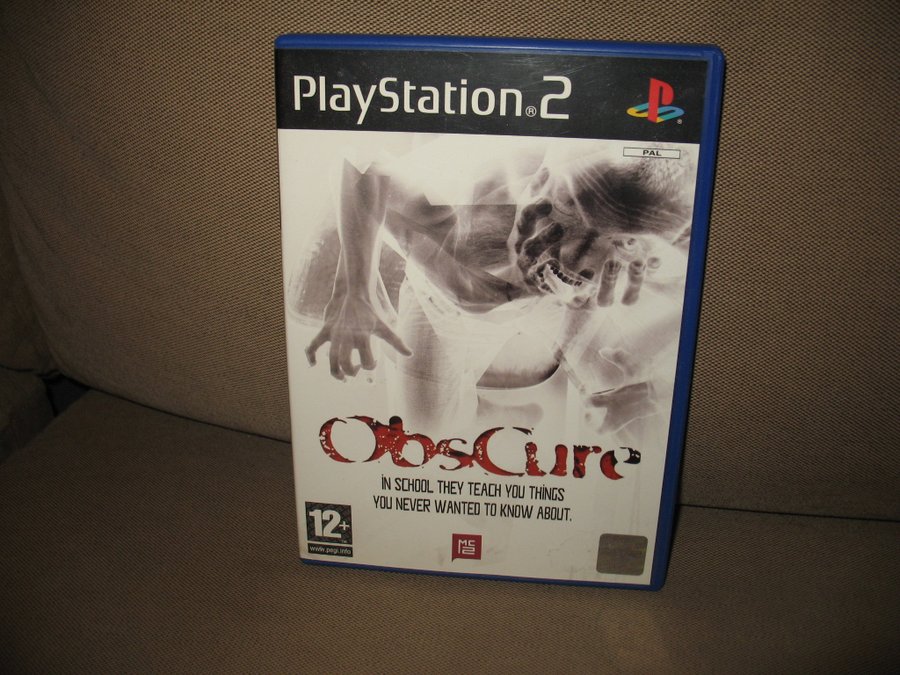 PlayStation®2
PAL
ObsCure
IN SCHOOL THEY TEACH YOU THINGS
YOU NEVER WANTED TO KNOW ABOUT.
12+
www.pegi.info
MC2